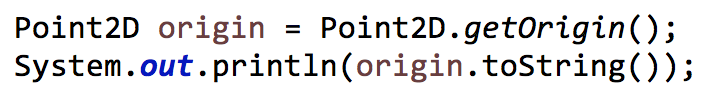 Point2D origin = Point2D.getOrigin();
System.out.println(origin.toString());